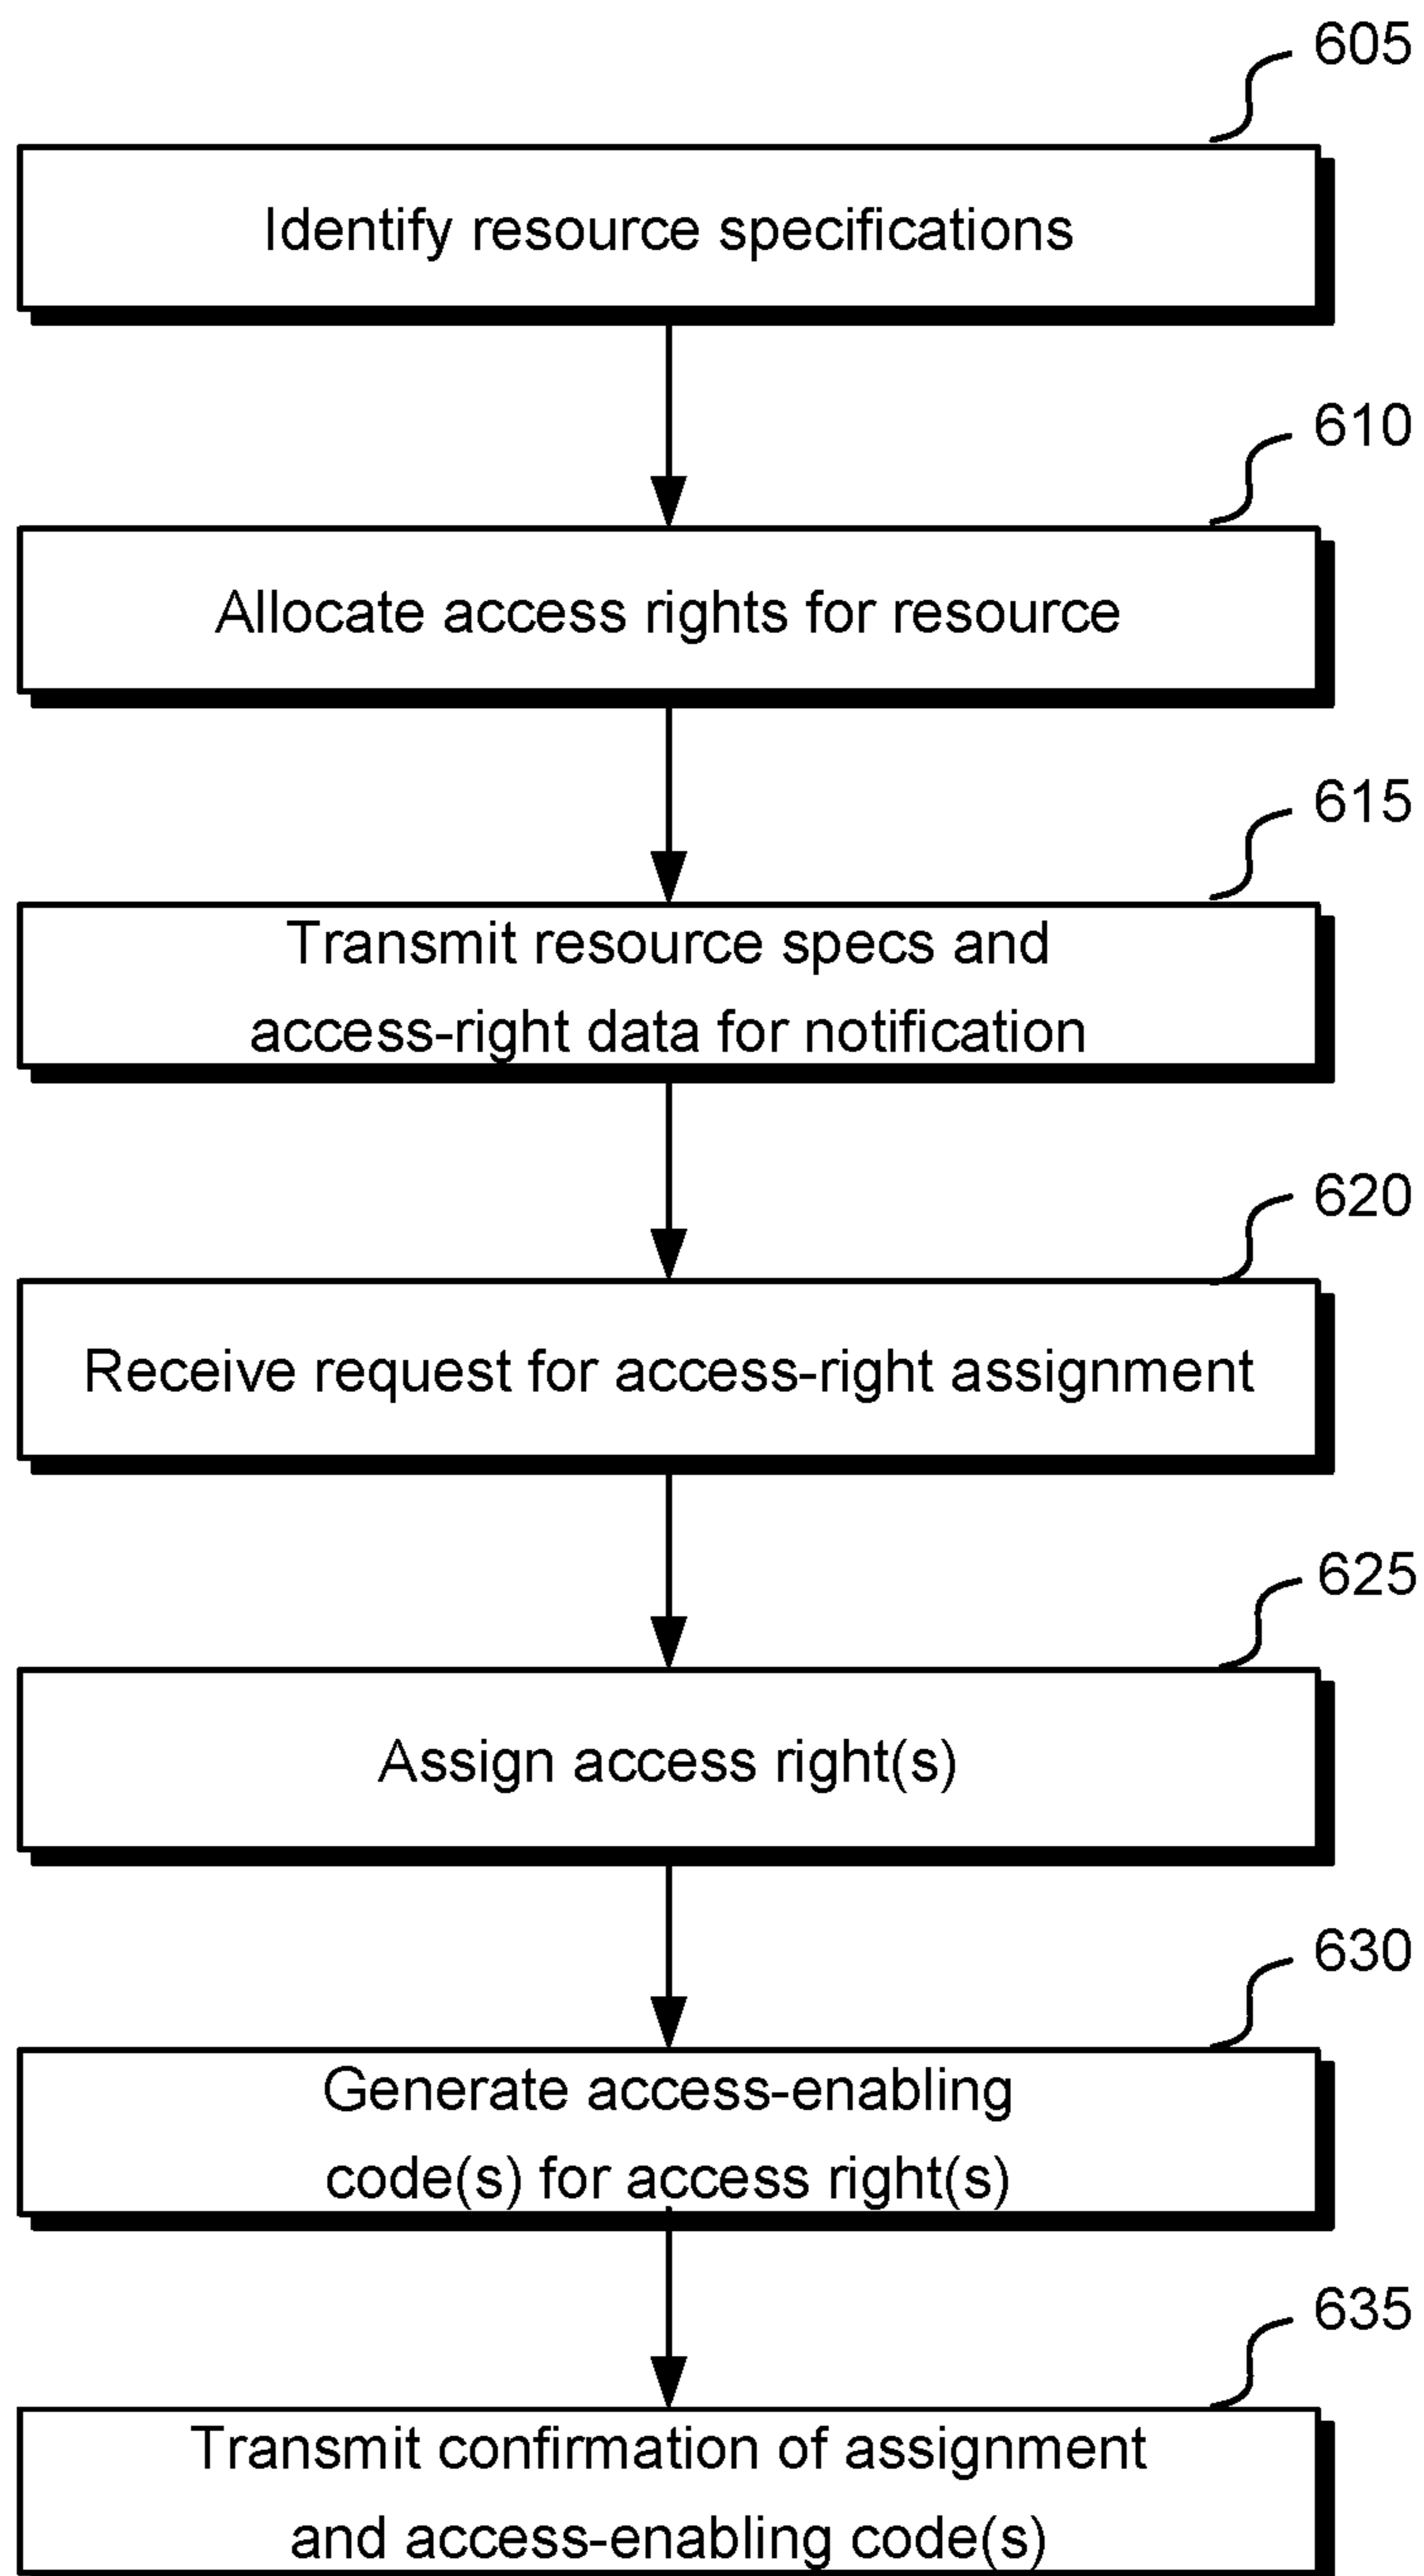 605
Identify resource specifications
610
Allocate access rights for resource
615
Transmit resource specs and
access-right data for notification
620
Receive request for access-right assignment
625
Assign access right(s)
630
Generate access-enabling
code(s) for access right(s)
635
Transmit confirmation of assignment
and access-enabling code(s)